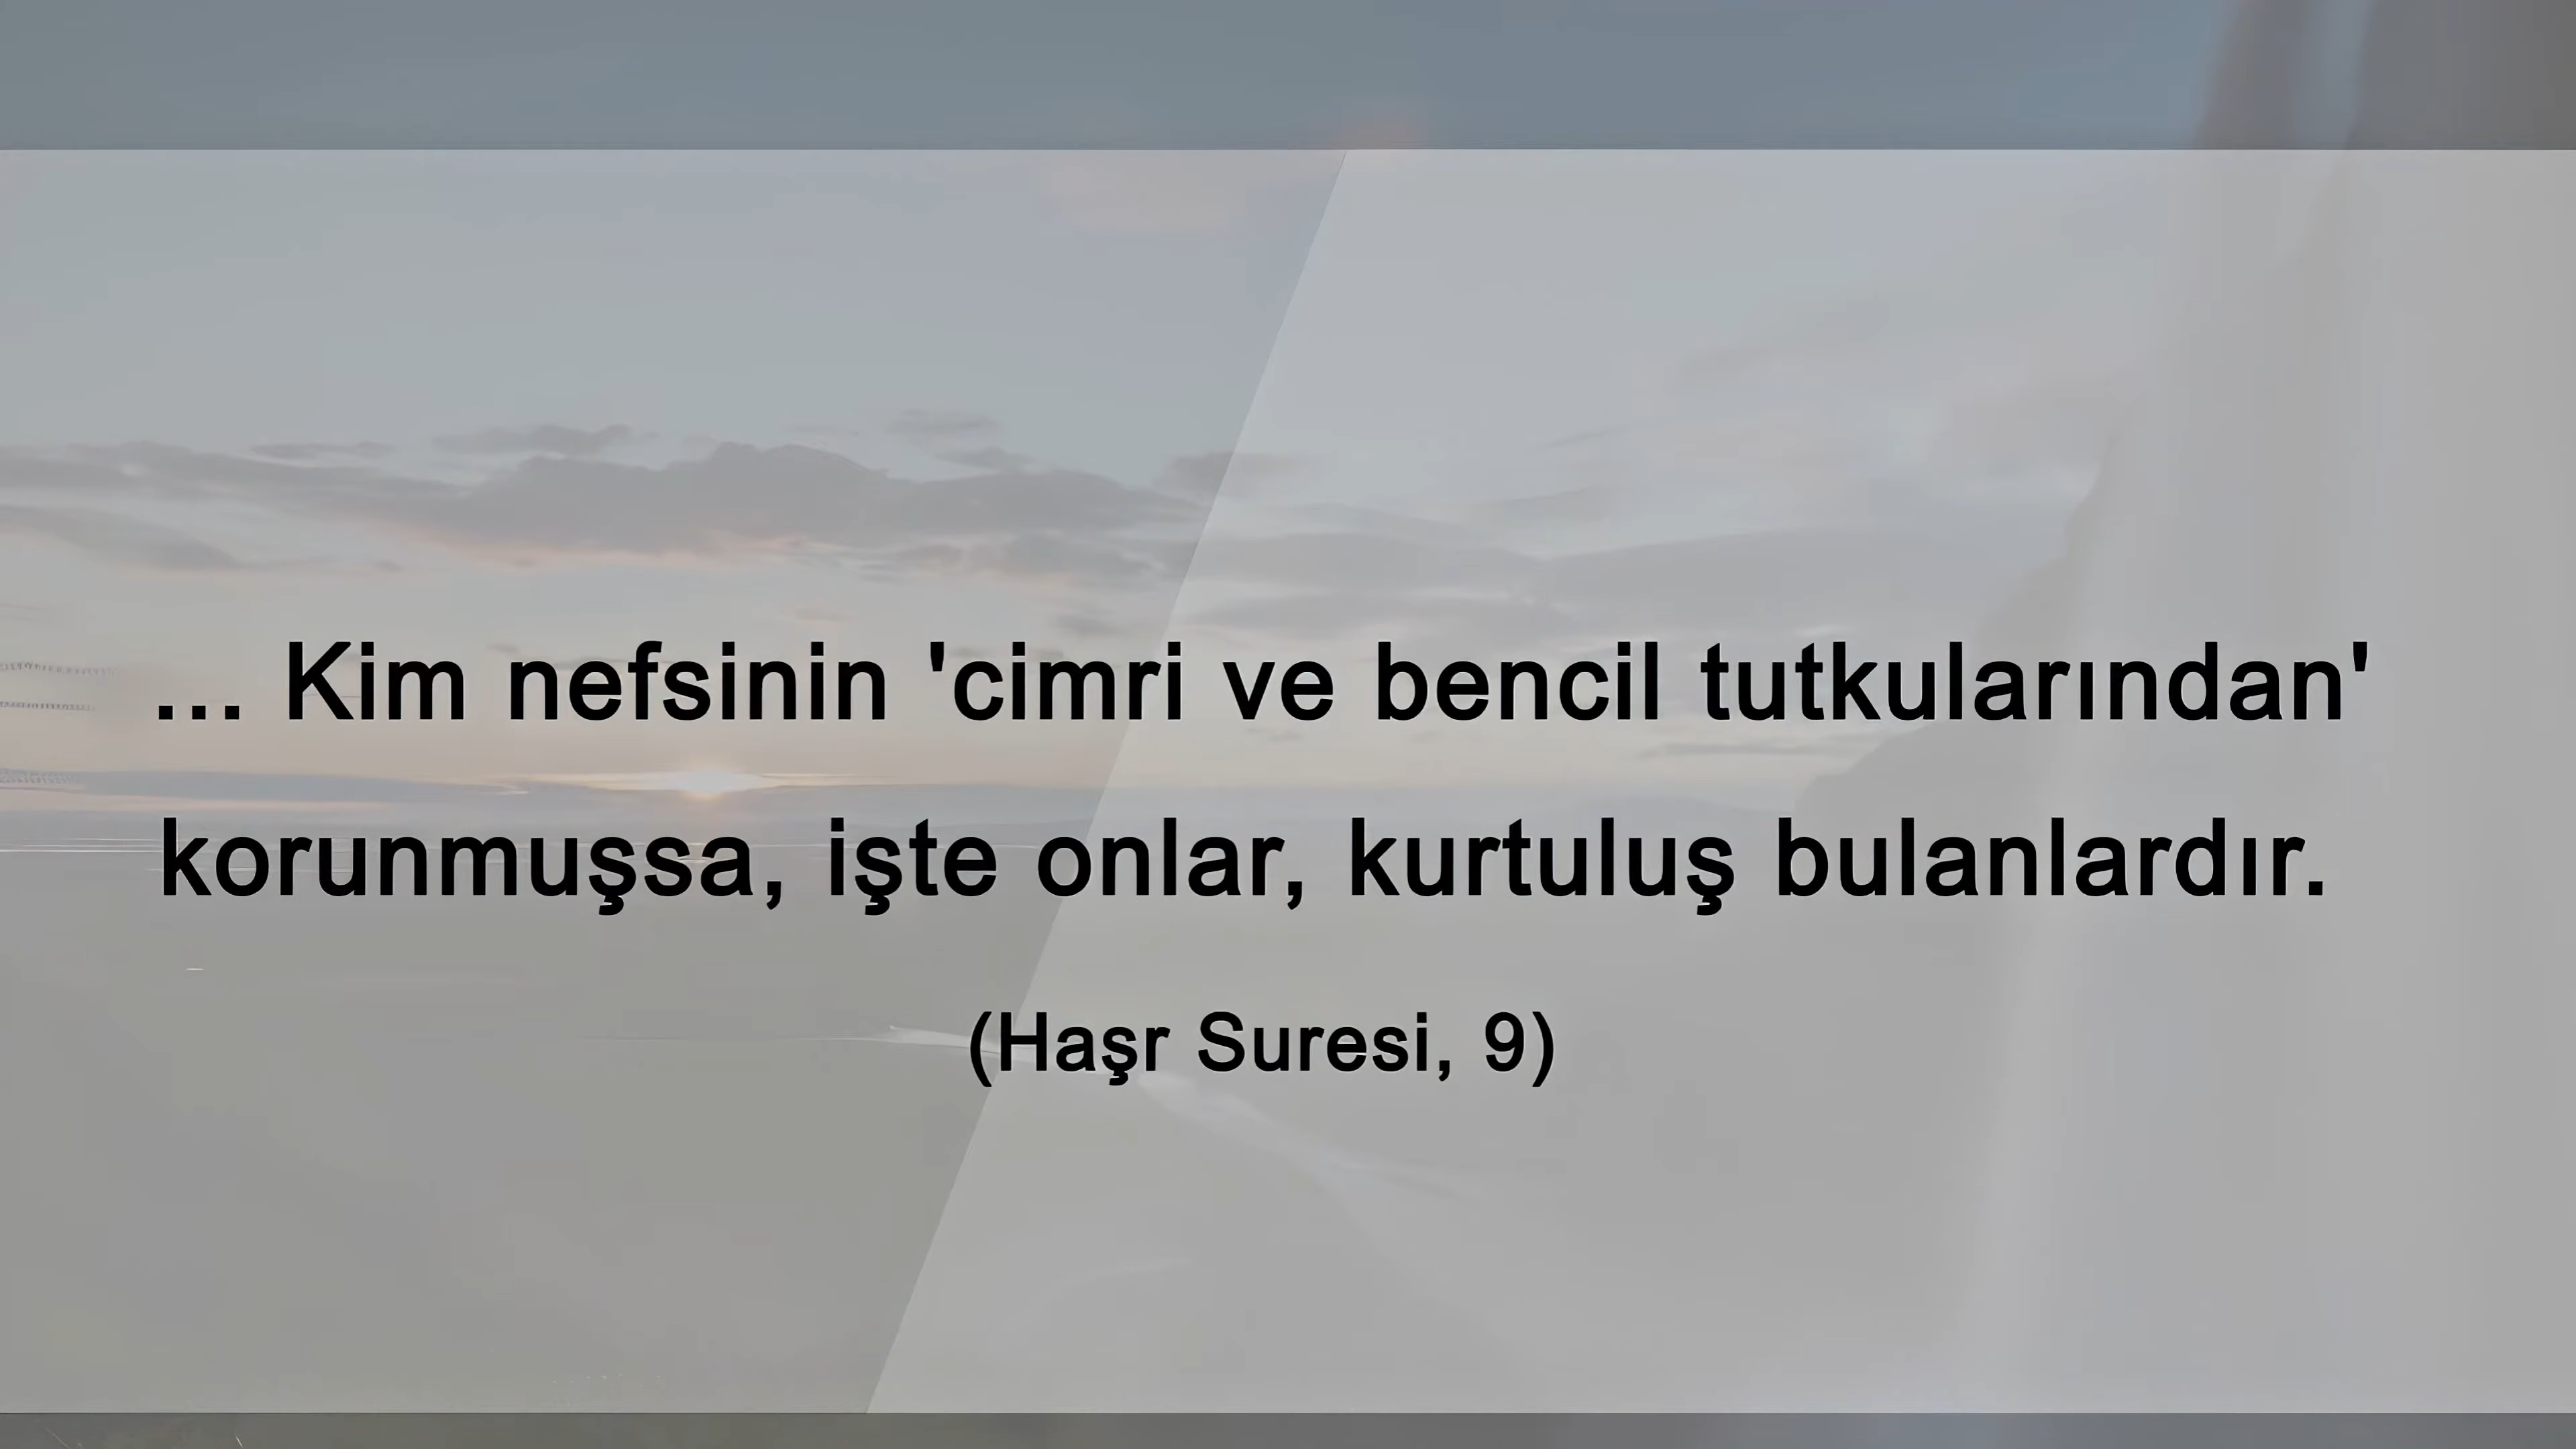 ... Kim nefsinin 'cimri ve bencil tutkularından'
korunmuşsa, işte onlar, kurtuluş bulanlardır.
(Haşr Suresi, 9)